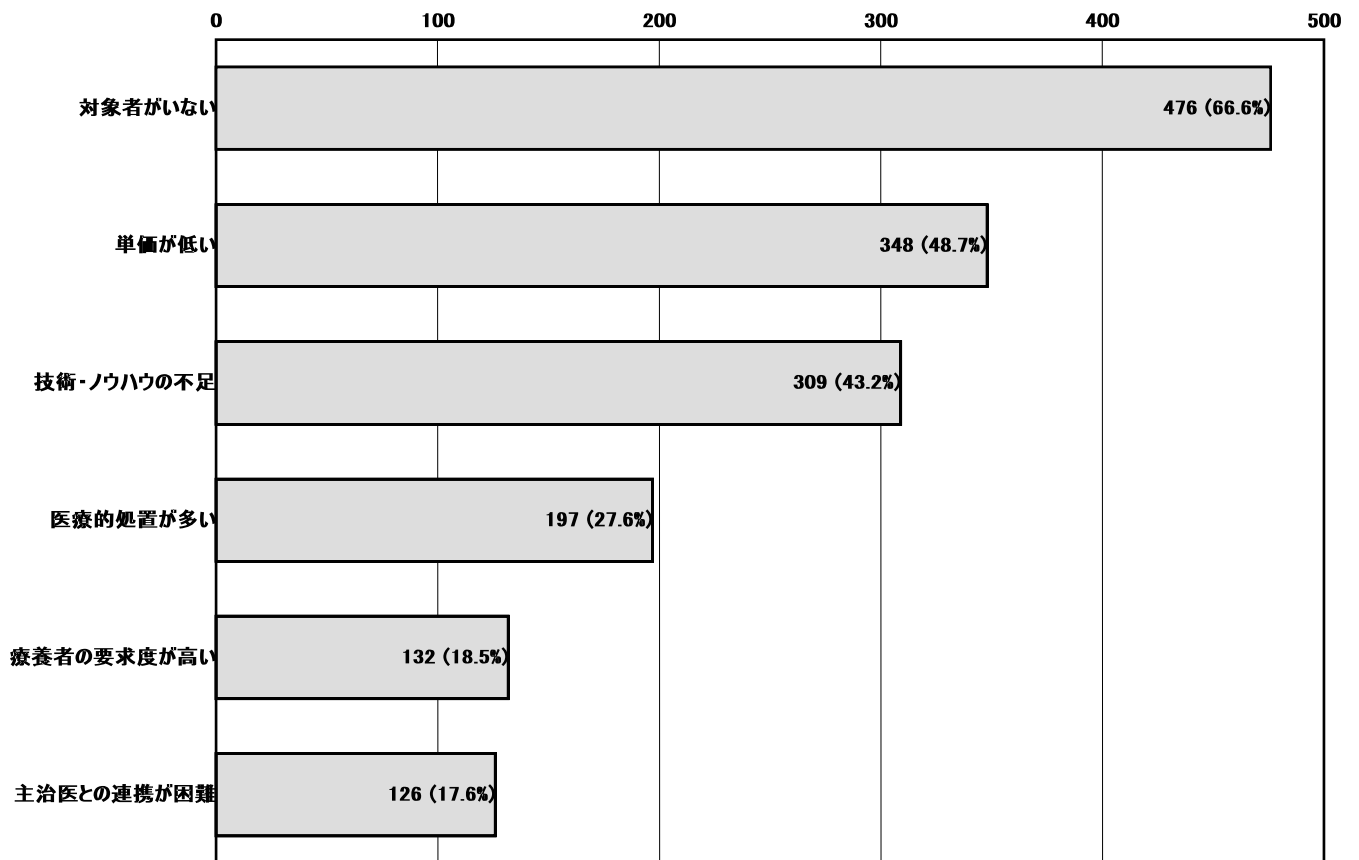 0 100 200 300 400 500
対象者がいない 476 (66.6%)
単価が低い 348 (48.7%)
技術・ノウハウの不足 309 (43.2%)
医療的処置が多い 197 (27.6%)
療養者の要求度が高い 132 (18.5%)
主治医との連携が困難 126 (17.6%)